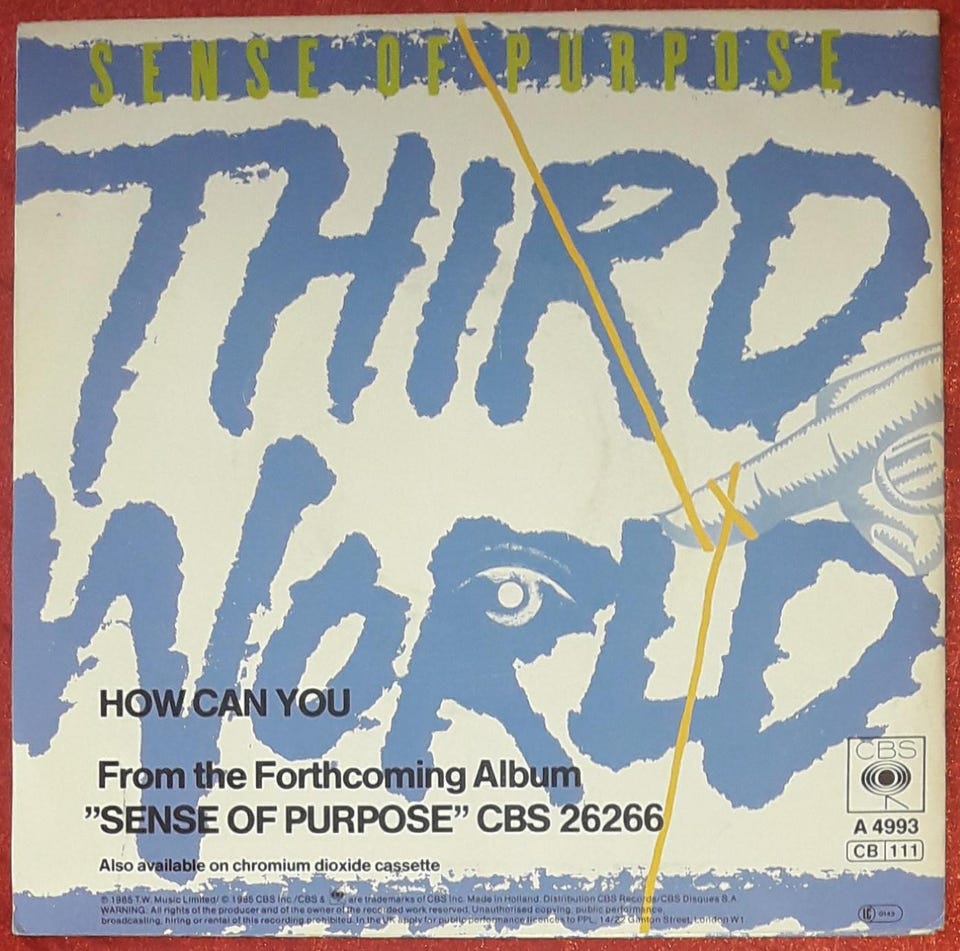 SENSE OF PURPOSE
THIRD
WORLD
HOW CAN YOU
From the Forthcoming Album
"SENSE OF PURPOSE" CBS 26266
Also available on chromium dioxide cassette
CBS
A 4993
CB 111
℗ 1985 T.W. Music Limited/ © 1985 CBS Inc./CBS & are trademarks of CBS Inc. Made in Holland. Distribution CBS Records/CBS Disques S.A.
WARNING: All rights of the producer and of the owner of the recorded work reserved. Unauthorised copying, public performance,
broadcasting, hiring or rental of this recording prohibited. In the UK apply for public performance licences to PPL, 14/22 Ganton Street, London W1.
LC 0149